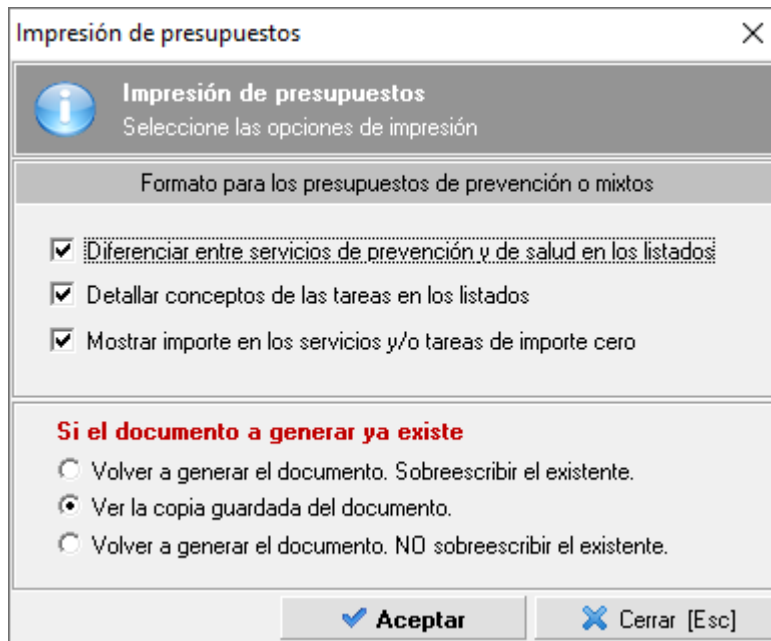 Impresión de presupuestos
Impresión de presupuestos
Seleccione las opciones de impresión
Formato para los presupuestos de prevención o mixtos
Diferenciar entre servicios de prevención y de salud en los listados
Detallar conceptos de las tareas en los listados
Mostrar importe en los servicios y/o tareas de importe cero
Si el documento a generar ya existe
Volver a generar el documento. Sobreescribir el existente.
Ver la copia guardada del documento.
Volver a generar el documento. NO sobreescribir el existente.
Aceptar
Cerrar [Esc]